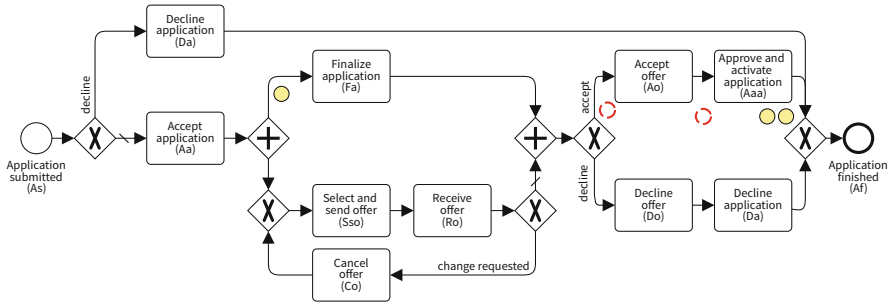 Decline
application
(Da)
decline
Accept
application
(Aa)
Application
submitted
(As)
Finalize
application
(Fa)
Select and
send offer
(Sso)
Receive
offer
(Ro)
Cancel
offer
(Co)
change requested
accept
decline
Accept
offer
(Ao)
Approve and
activate
application
(Aaa)
Decline
offer
(Do)
Decline
application
(Da)
Application
finished
(Af)